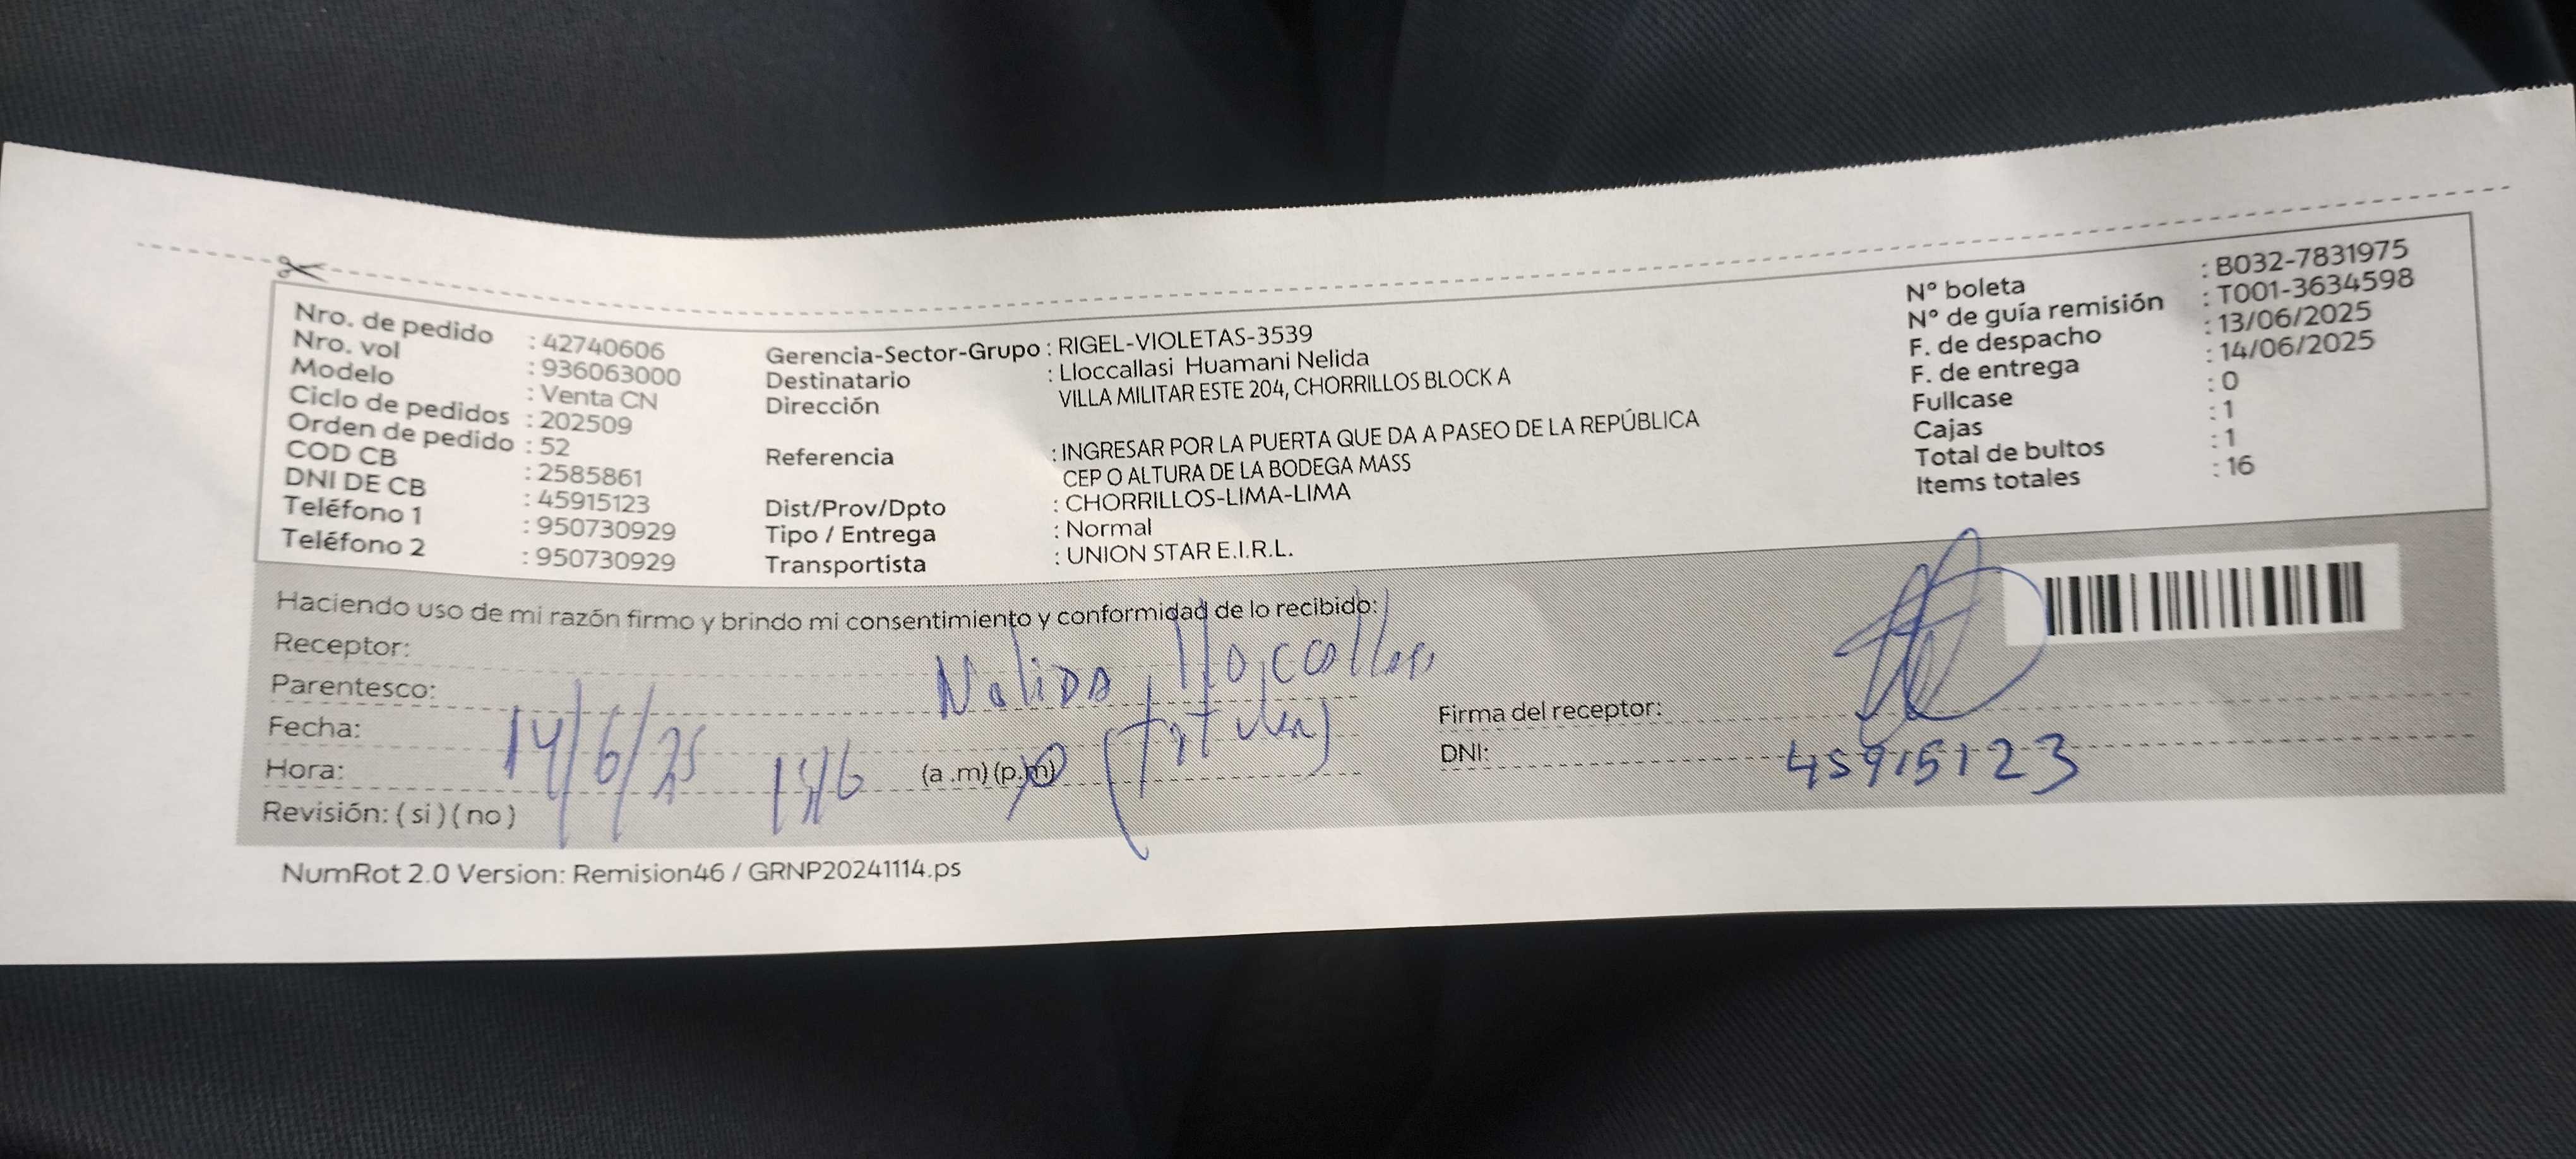 Nro. de pedido : 42740606
Nro. vol : 936063000
Modelo : Venta CN
Ciclo de pedidos : 202509
Orden de pedido : 52
COD CB : 2585861
DNI DE CB : 45915123
Teléfono 1 : 950730929
Teléfono 2 : 950730929
Gerencia-Sector-Grupo : RIGEL-VIOLETAS-3539
Destinatario : Lloccallasi Huamani Nelida
Dirección VILLA MILITAR ESTE 204, CHORRILLOS BLOCK A
Referencia : INGRESAR POR LA PUERTA QUE DA A PASEO DE LA REPÚBLICA
CEP O ALTURA DE LA BODEGA MASS
Dist/Prov/Dpto : CHORRILLOS-LIMA-LIMA
Tipo / Entrega : Normal
Transportista : UNION STAR E.I.R.L.
N° boleta : B032-7831975
N° de guía remisión : T001-3634598
F. de despacho : 13/06/2025
F. de entrega : 14/06/2025
Fullcase : 0
Cajas : 1
Total de bultos : 1
Items totales : 16
Haciendo uso de mi razón firmo y brindo mi consentimiento y conformidad de lo recibido:
Receptor: Nelida
Parentesco: (Titular)
Fecha: 14/6/25
Hora: (a .m) (p.m)
Revisión: ( si ) ( no )
Firma del receptor:
DNI: 45915123
NumRot 2.0 Version: Remision46 / GRNP20241114.ps